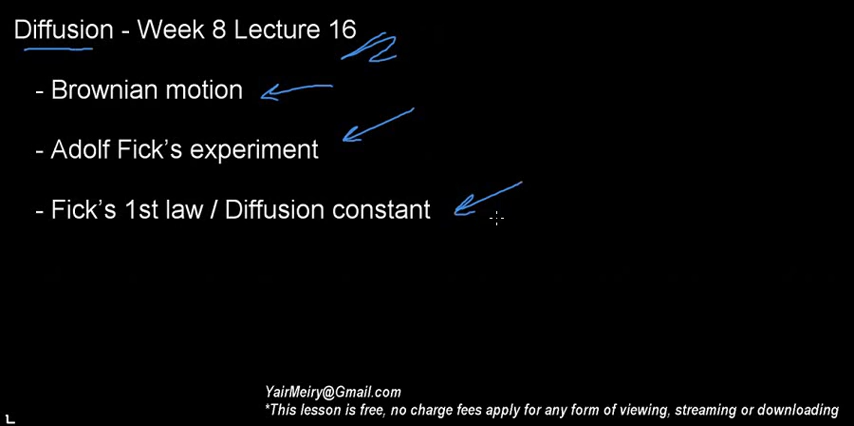 Diffusion - Week 8 Lecture 16
- Brownian motion
- Adolf Fick's experiment
- Fick's 1st law / Diffusion constant
YairMeiry@Gmail.com
*This lesson is free, no charge fees apply for any form of viewing, streaming or downloading